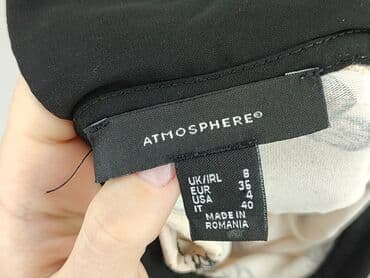 ATMOSPHERE®
UK/IRL 8
EUR 36
USA 4
IT 40
MADE IN
ROMANIA